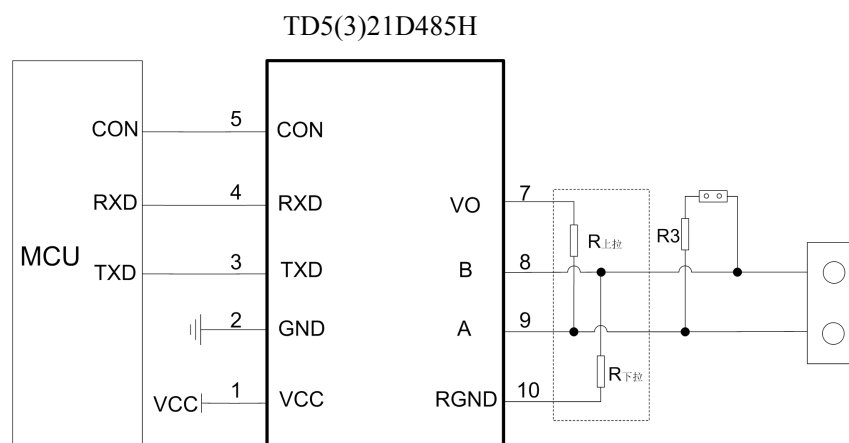 TD5(3)21D485H
CON 5 CON
RXD 4 RXD
VO 7
R上拉
R3
MCU
TXD 3 TXD
B 8
GND 2
A 9
R下拉
VCC 1 VCC
RGND 10